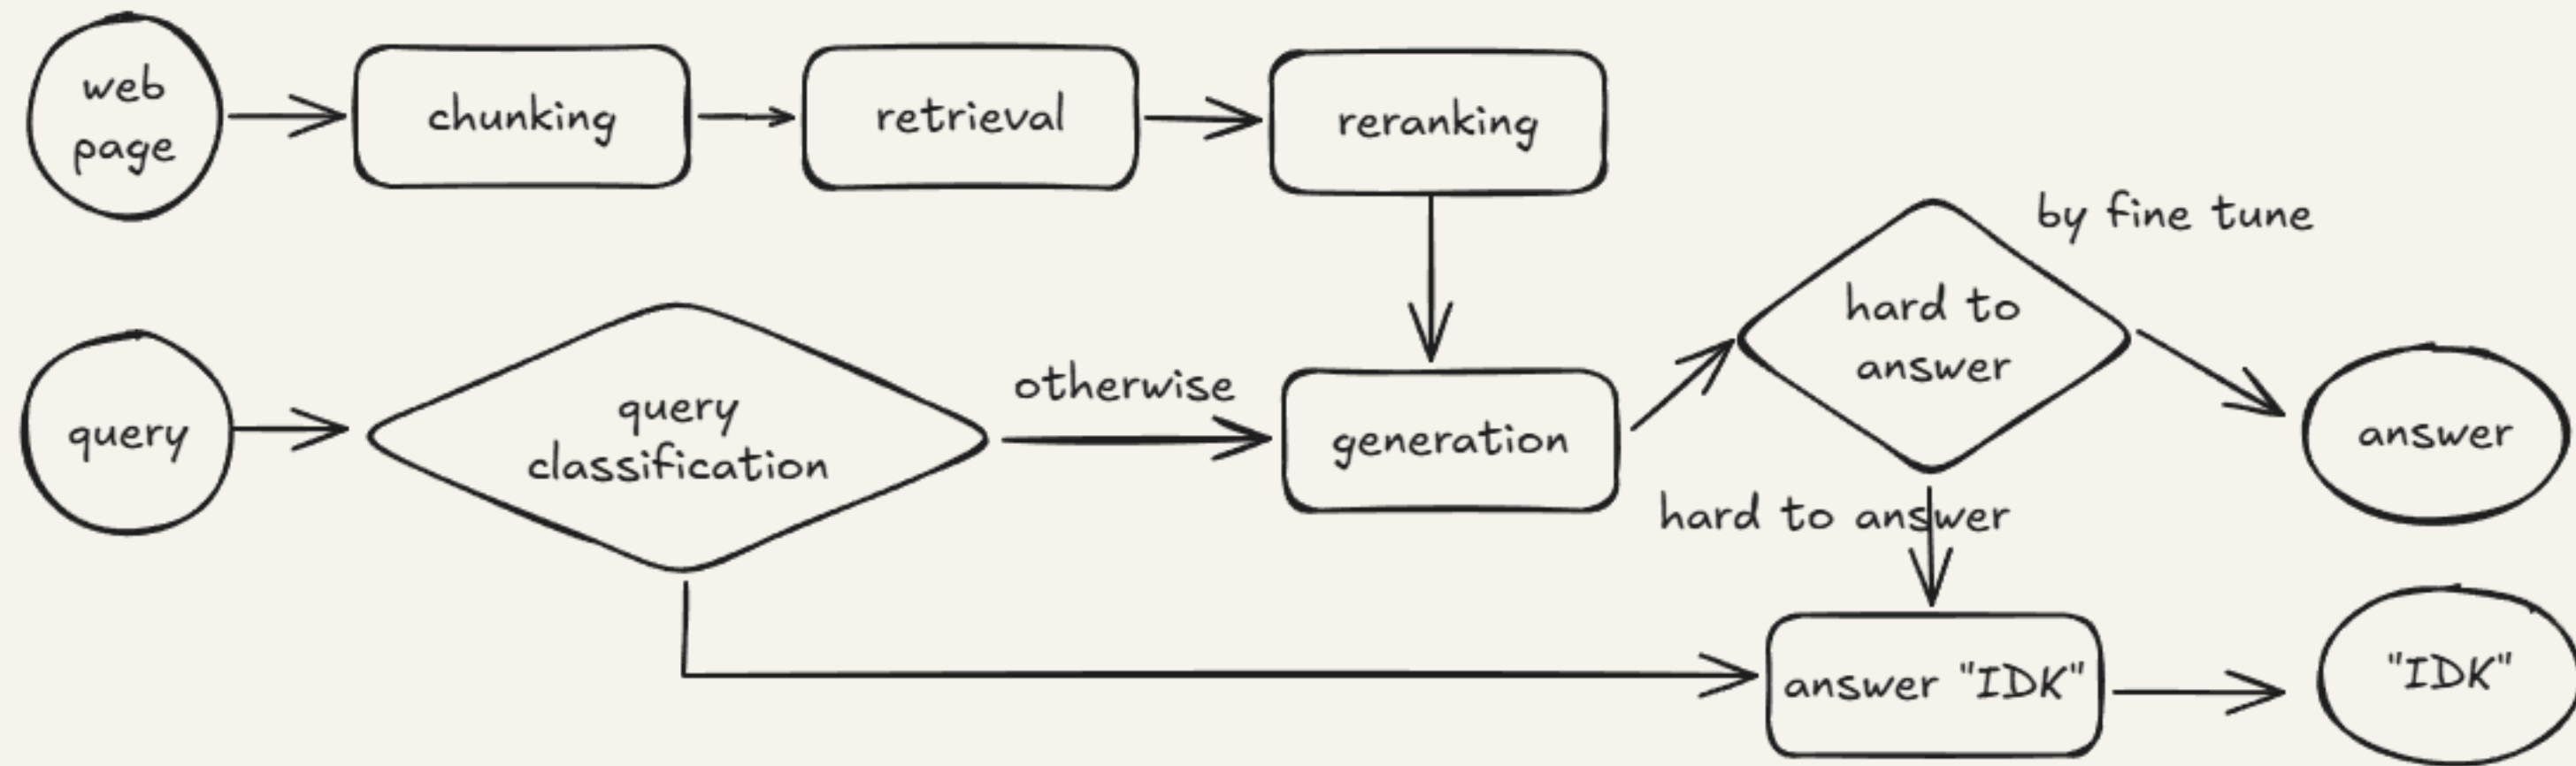 web
page
chunking
retrieval
reranking
by fine tune
hard to
answer
query
query
classification
otherwise
generation
answer
hard to answer
answer "IDK"
"IDK"